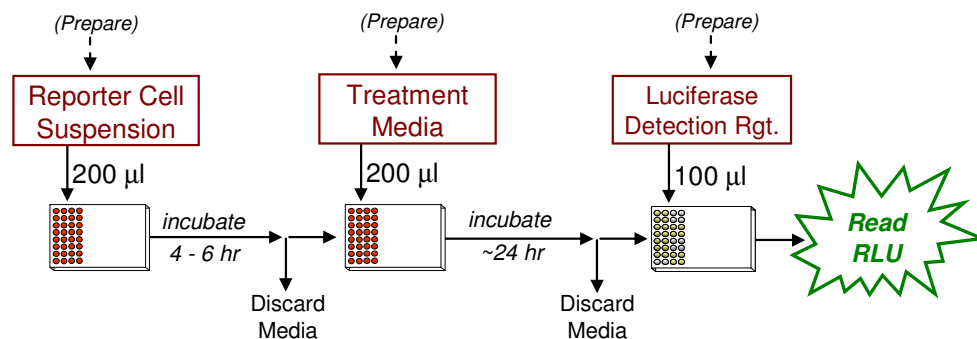 (Prepare)
(Prepare)
(Prepare)
Reporter Cell
Suspension
Treatment
Media
Luciferase
Detection Rgt.
200 μl
200 μl
100 μl
incubate
4 - 6 hr
incubate
~24 hr
Read
RLU
Discard
Media
Discard
Media